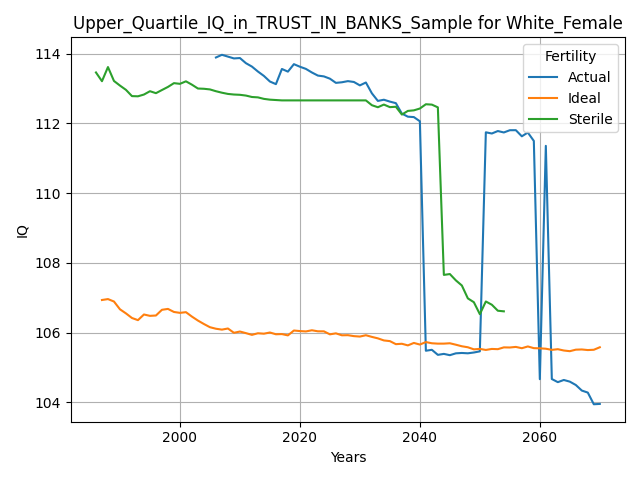 Upper_Quartile_IQ_in_TRUST_IN_BANKS_Sample for White_Female
Fertility
Actual
Ideal
Sterile
114
112
110
108
106
104
IQ
2000 2020 2040 2060
Years